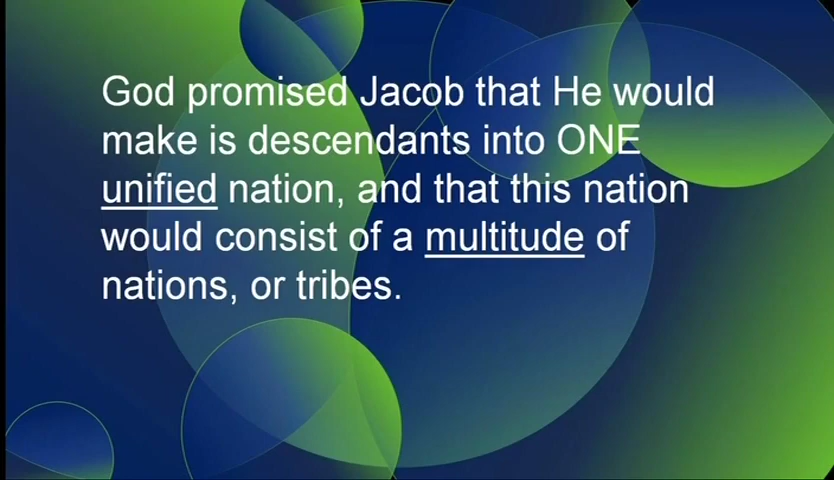 God promised Jacob that He would
make is descendants into ONE
unified nation, and that this nation
would consist of a multitude of
nations, or tribes.